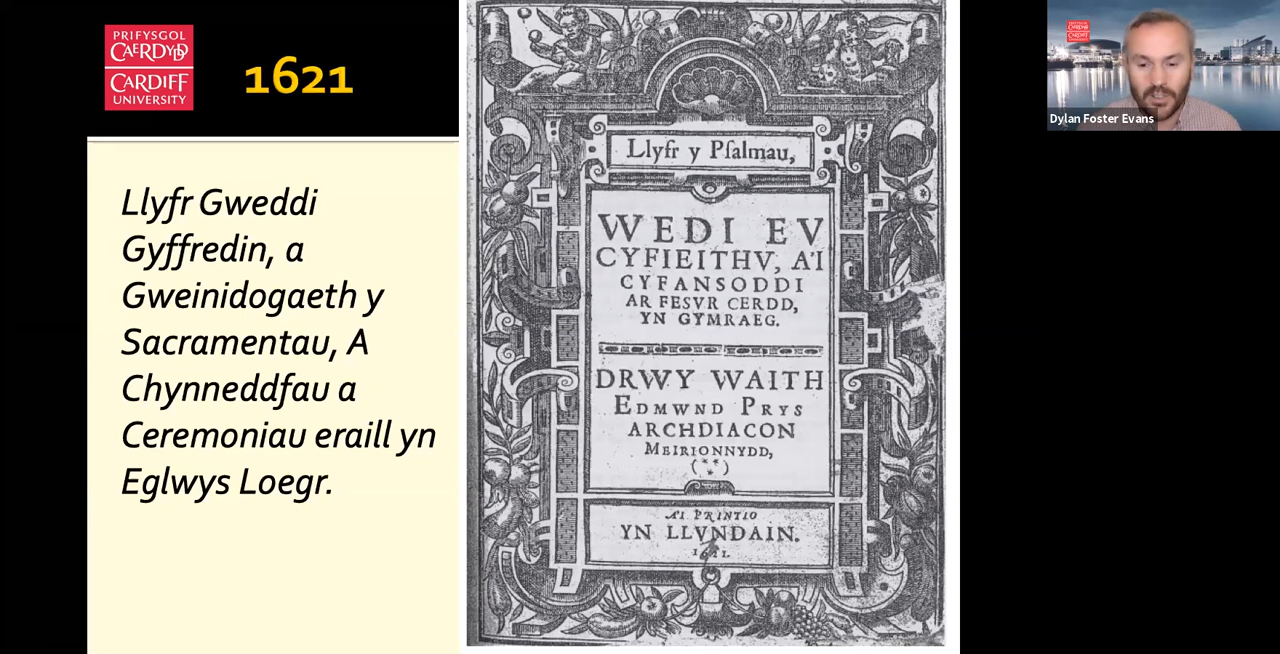 PRIFYSGOL
CAERDYDD
CARDIFF
UNIVERSITY
1621
Llyfr Gweddi
Gyffredin, a
Gweinidogaeth y
Sacramentau, A
Chynneddfau a
Ceremoniau eraill yn
Eglwys Loegr.
Llyfr y Pſalmau,
WEDI EV
CYFIEITHV, A'I
CYFANSODDI
AR FESVR CERDD,
YN GYMRAEG.
DRWY WAITH
EDMWND PRYS
ARCHDIACON
MEIRIONNYDD,
A'I PRINTIO
YN LLVNDAIN.
1621.
Dylan Foster Evans